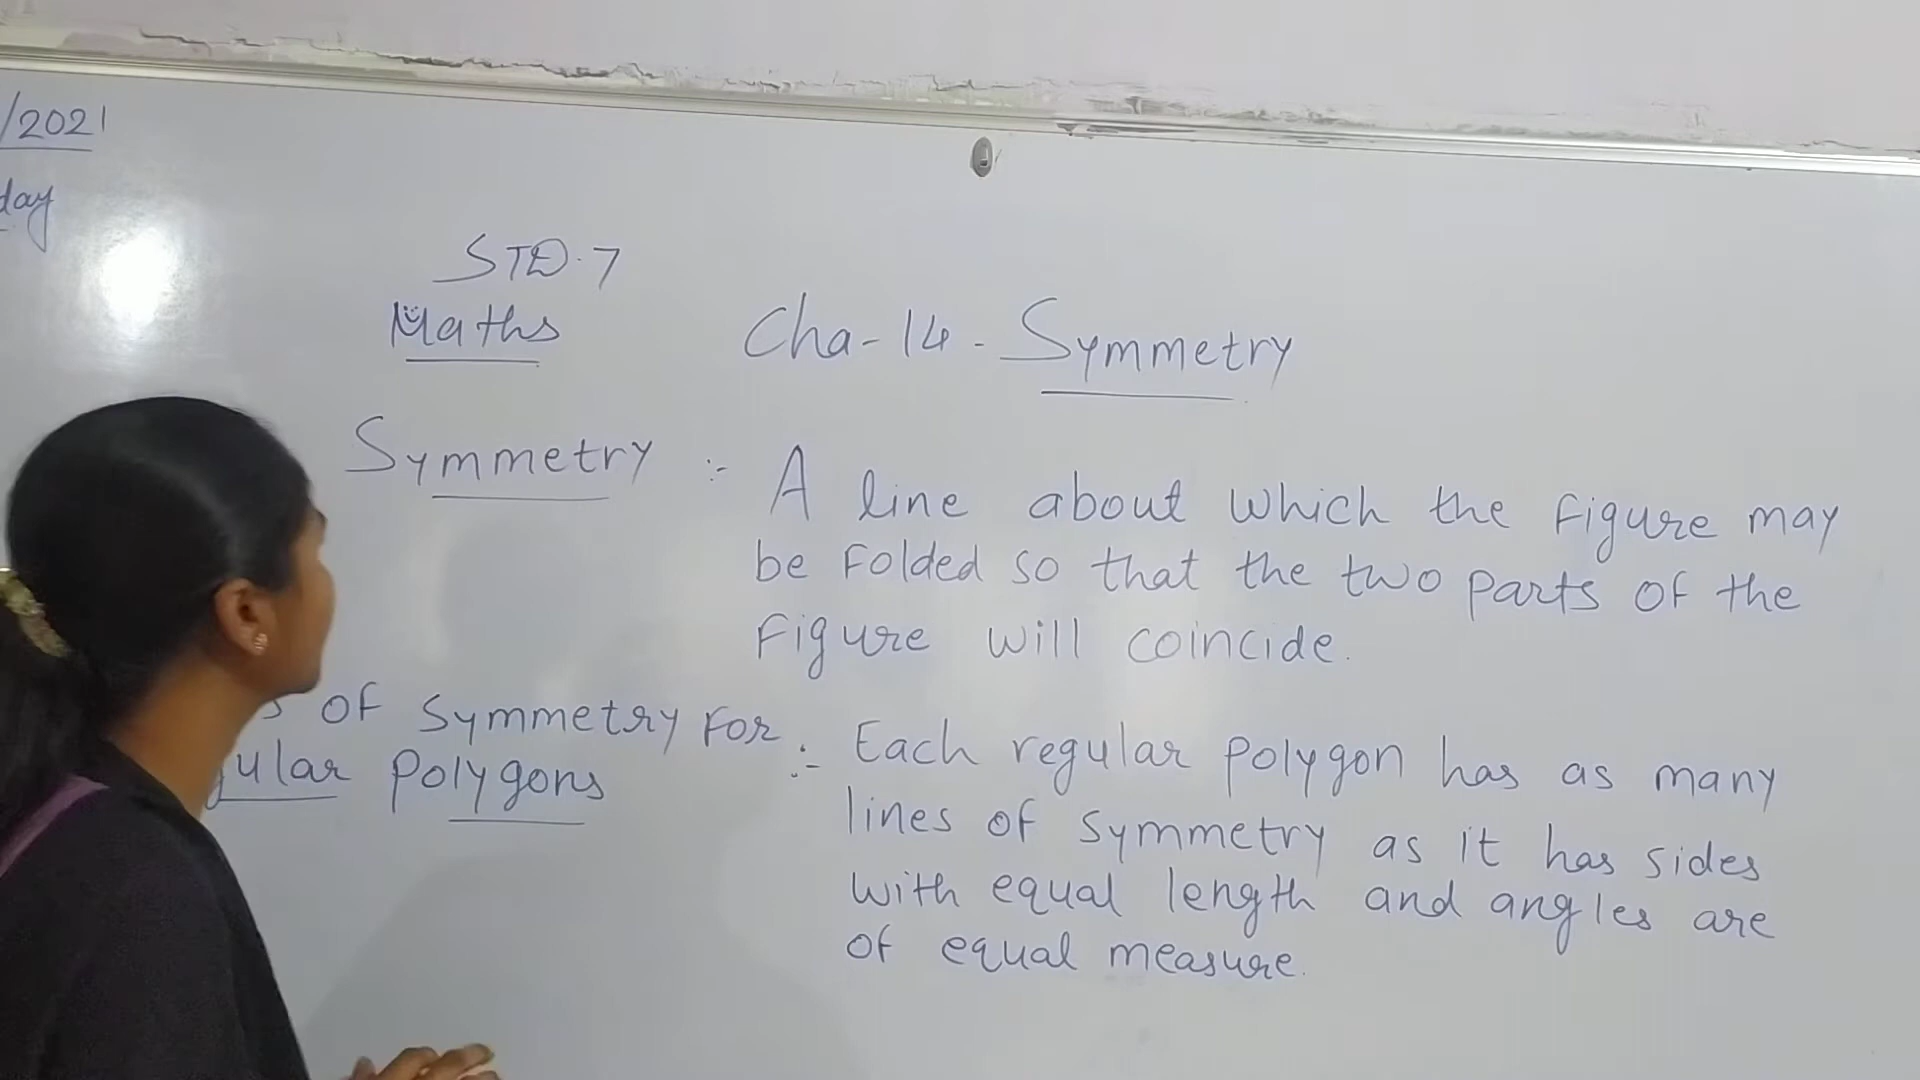 /2021
day
STD.7
Maths
Cha-14 - Symmetry
Symmetry :- A line about which the figure may
be folded so that the two parts of the
figure will coincide.
s of symmetry for
gular polygons :- Each regular polygon has as many
lines of symmetry as it has sides
with equal length and angles are
of equal measure.